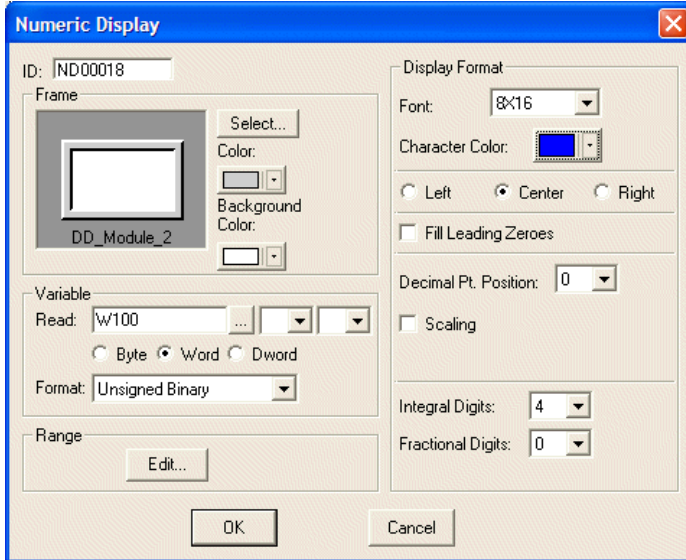 Numeric Display
ID: ND00018
Frame
DD_Module_2
Select...
Color:
Background
Color:
Variable
Read: W100 ...
Byte Word Dword
Format: Unsigned Binary
Range
Edit...
Display Format
Font: 8X16
Character Color:
Left Center Right
Fill Leading Zeroes
Decimal Pt. Position: 0
Scaling
Integral Digits: 4
Fractional Digits: 0
OK Cancel